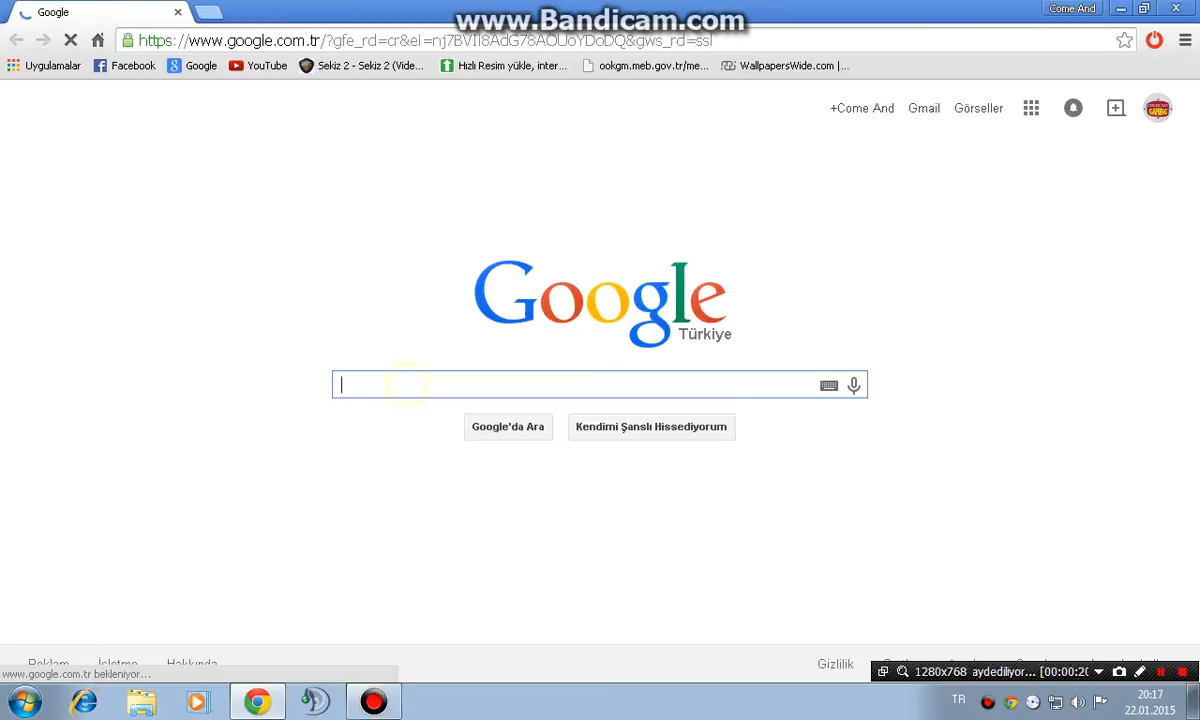 Google
www.Bandicam.com
Come And
https://www.google.com.tr/?gfe_rd=cr&ei=nj7BVIi8AdG78AOUoYDoDQ&gws_rd=ssl
Uygulamalar Facebook Google YouTube Sekiz 2 - Sekiz 2 (Vide... Hızlı Resim yükle, inter... ookgm.meb.gov.tr/me... WallpapersWide.com |...
+Come And Gmail Görseller
Google
Türkiye
Google'da Ara Kendimi Şanslı Hissediyorum
Reklam İşletme Hakkında Gizlilik
www.google.com.tr bekleniyor...
1280x768 aydediliyor... [00:00:20
TR 20:17
22.01.2015